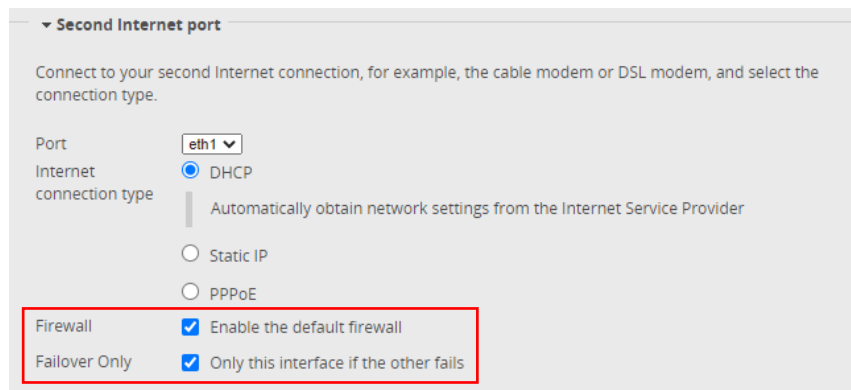 Second Internet port
Connect to your second Internet connection, for example, the cable modem or DSL modem, and select the
connection type.
Port eth1
Internet
connection type
DHCP
Automatically obtain network settings from the Internet Service Provider
Static IP
PPPoE
Firewall Enable the default firewall
Failover Only Only this interface if the other fails